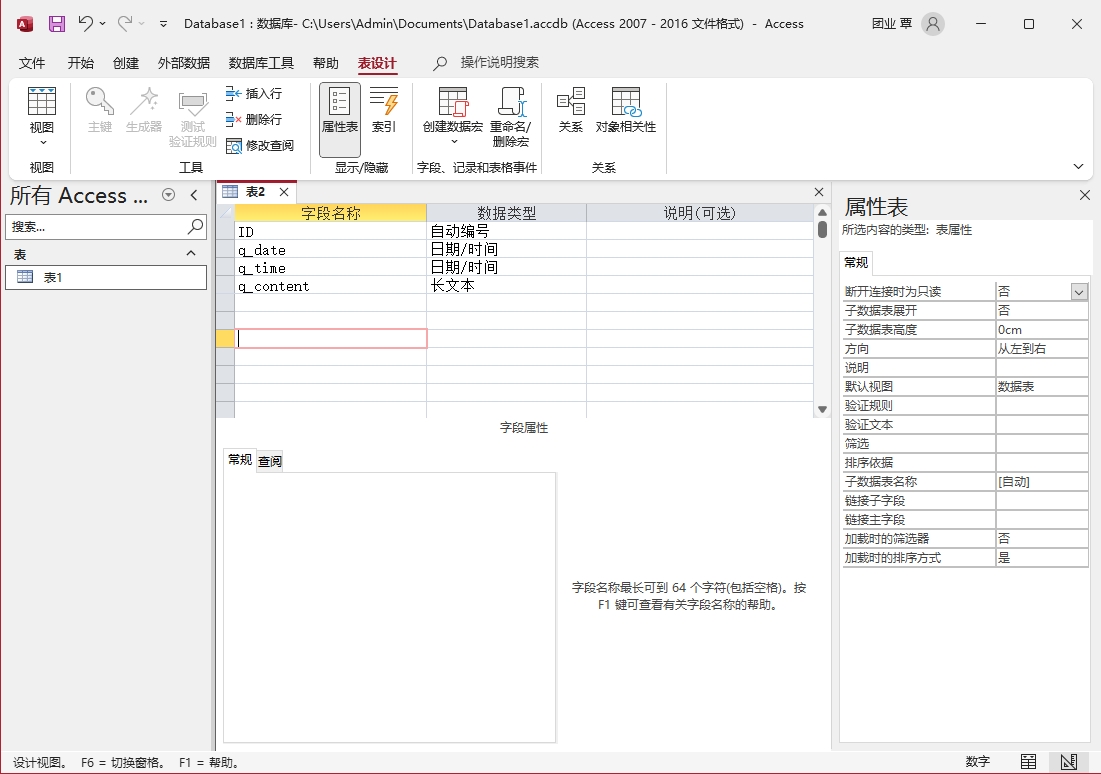 Database1 : 数据库- C:\Users\Admin\Documents\Database1.accdb (Access 2007 - 2016 文件格式) - Access
团业 覃
文件 开始 创建 外部数据 数据库工具 帮助 表设计 操作说明搜索
视图
主键
生成器
测试
验证规则
插入行
删除行
修改查阅
属性表
索引
创建数据宏
重命名/
删除宏
关系
对象相关性
视图 工具 显示/隐藏 字段、记录和表格事件 关系
所有 Access ...
搜索...
表
表1
表2
字段名称 数据类型 说明(可选)
ID 自动编号
q_date 日期/时间
q_time 日期/时间
q_content 长文本
字段属性
常规 查阅
字段名称最长可到 64 个字符(包括空格)。按
F1 键可查看有关字段名称的帮助。
属性表
所选内容的类型: 表属性
常规
断开连接时为只读 否
子数据表展开 否
子数据表高度 0cm
方向 从左到右
说明
默认视图 数据表
验证规则
验证文本
筛选
排序依据
子数据表名称 [自动]
链接子字段
链接主字段
加载时的筛选器 否
加载时的排序方式 是
设计视图。 F6 = 切换窗格。 F1 = 帮助。
数字